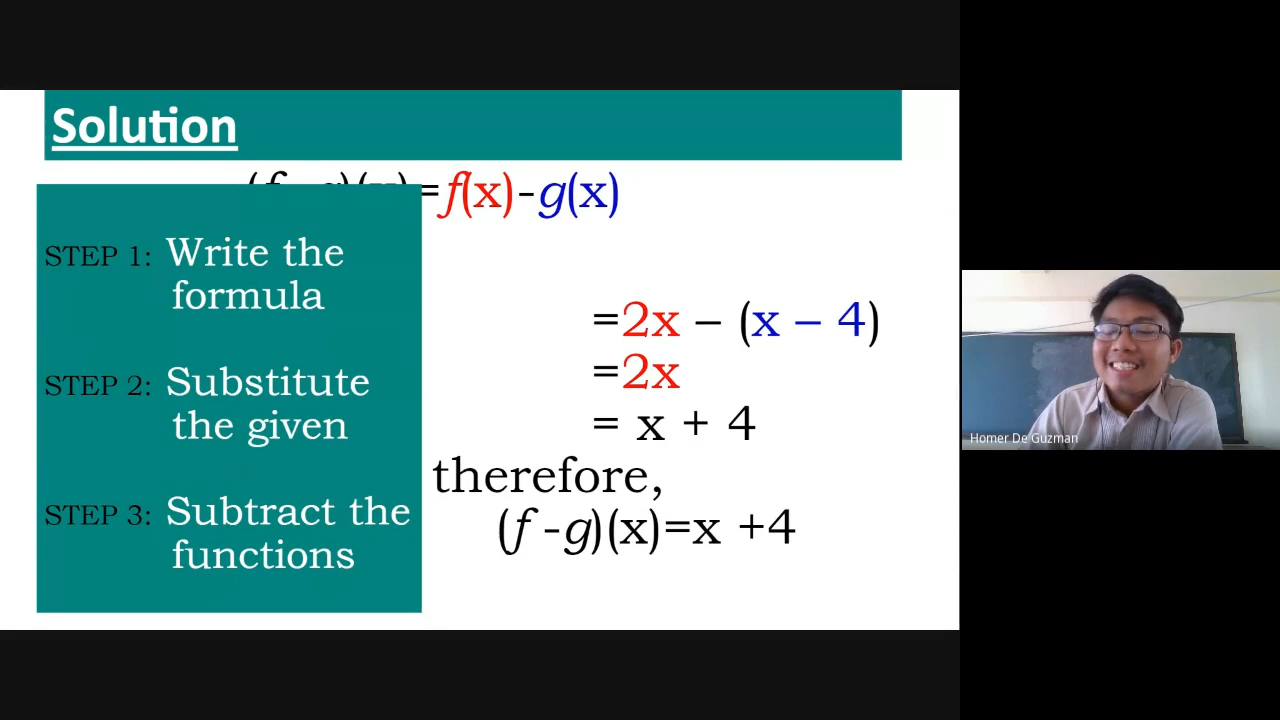 Solution
=f(x)-g(x)
STEP 1: Write the
formula
=2x – (x – 4)
=2x
STEP 2: Substitute
the given
= x + 4
therefore,
STEP 3: Subtract the
functions
(f -g)(x)=x +4
Homer De Guzman